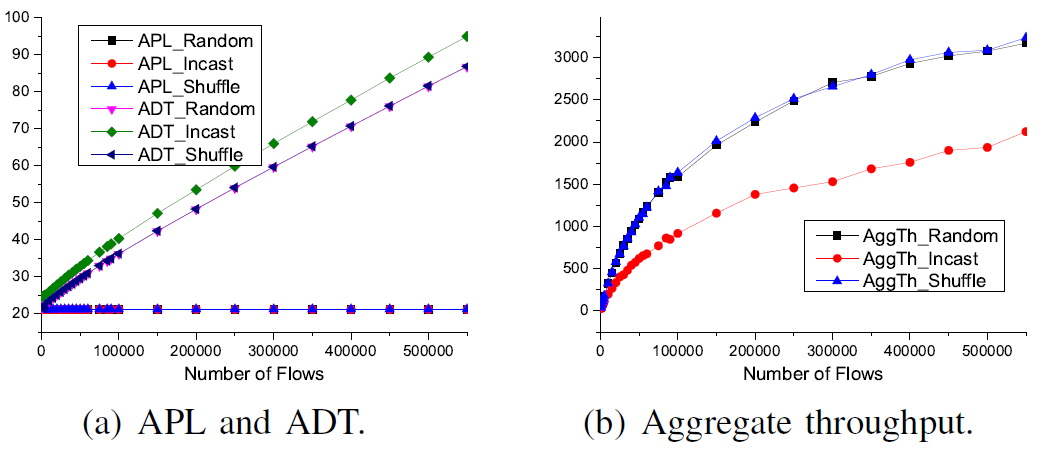 100
90
80
70
60
50
40
30
20
APL_Random
APL_Incast
APL_Shuffle
ADT_Random
ADT_Incast
ADT_Shuffle
0 100000 200000 300000 400000 500000
Number of Flows
(a) APL and ADT.
3000
2500
2000
1500
1000
500
0
AggTh_Random
AggTh_Incast
AggTh_Shuffle
0 100000 200000 300000 400000 500000
Number of Flows
(b) Aggregate throughput.